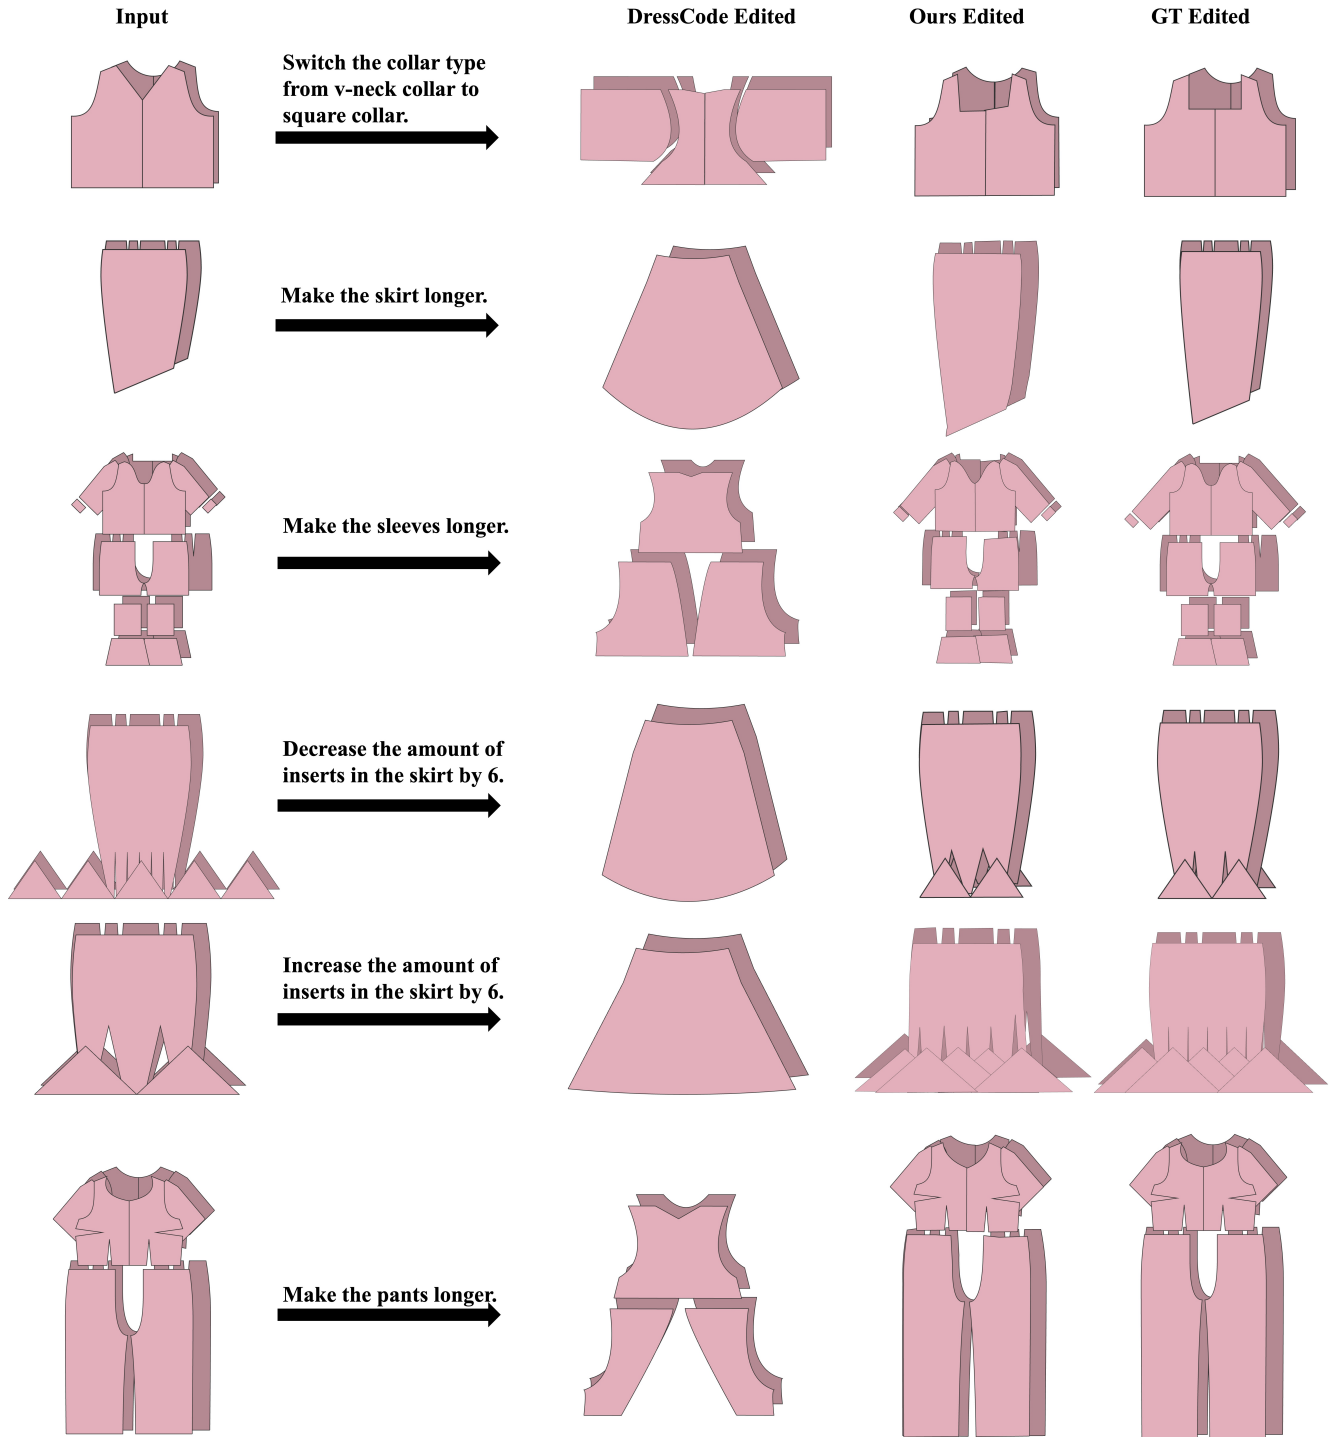 Input
DressCode Edited
Ours Edited
GT Edited
Switch the collar type
from v-neck collar to
square collar.
Make the skirt longer.
Make the sleeves longer.
Decrease the amount of
inserts in the skirt by 6.
Increase the amount of
inserts in the skirt by 6.
Make the pants longer.